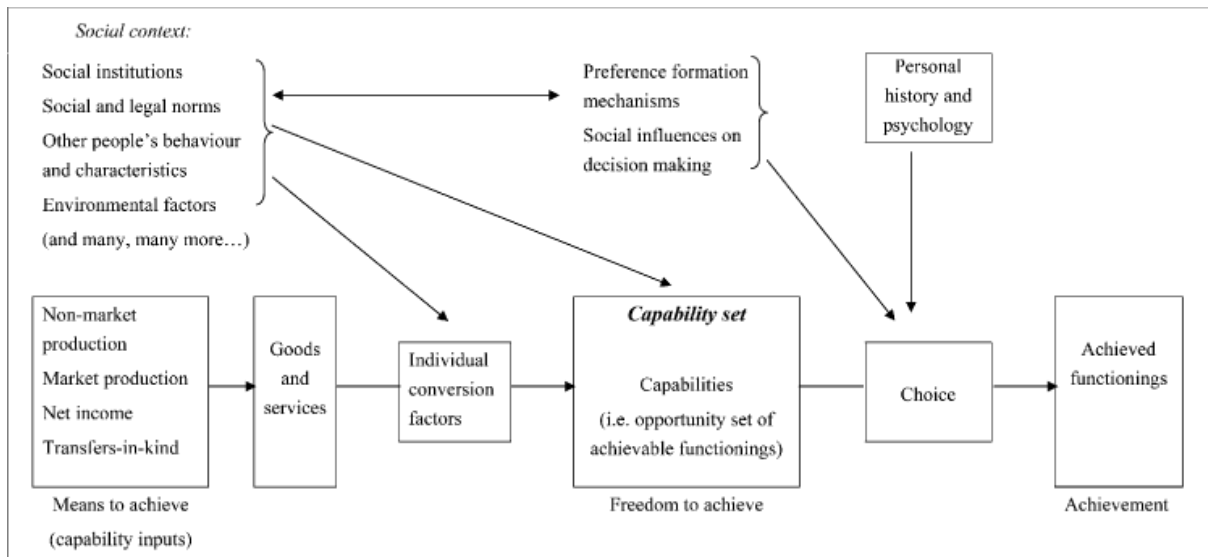 Social context:
Social institutions
Social and legal norms
Other people's behaviour
and characteristics
Environmental factors
(and many, many more…)
Preference formation
mechanisms
Social influences on
decision making
Personal
history and
psychology
Non-market
production
Market production
Net income
Transfers-in-kind
Means to achieve
(capability inputs)
Goods
and
services
Individual
conversion
factors
Capability set
Capabilities
(i.e. opportunity set of
achievable functionings)
Freedom to achieve
Choice
Achieved
functionings
Achievement